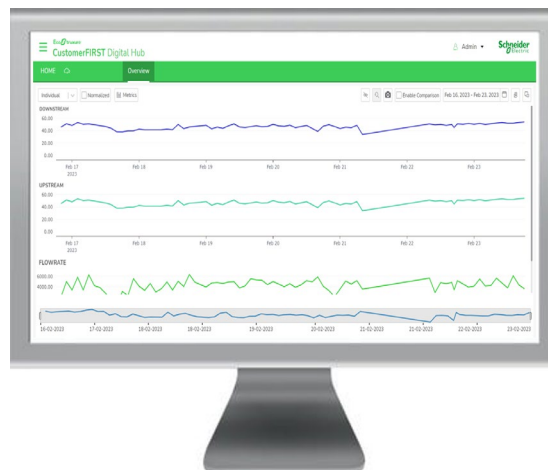 EcoStruxure
CustomerFIRST Digital Hub
Admin
Schneider
Electric
HOME
Overview
Individual
Normalized
Metrics
Enable Comparison
Feb 16, 2023 - Feb 23, 2023
DOWNSTREAM
60.00
40.00
20.00
0.00
Feb 17 Feb 18 Feb 19 Feb 20 Feb 21 Feb 22 Feb 23
2023
UPSTREAM
60.00
40.00
20.00
0.00
Feb 17 Feb 18 Feb 19 Feb 20 Feb 21 Feb 22 Feb 23
2023
FLOWRATE
6000.00
4000.00
16-02-2023 17-02-2023 18-02-2023 18-02-2023 19-02-2023 20-02-2023 21-02-2023 21-02-2023 22-02-2023 23-02-2023